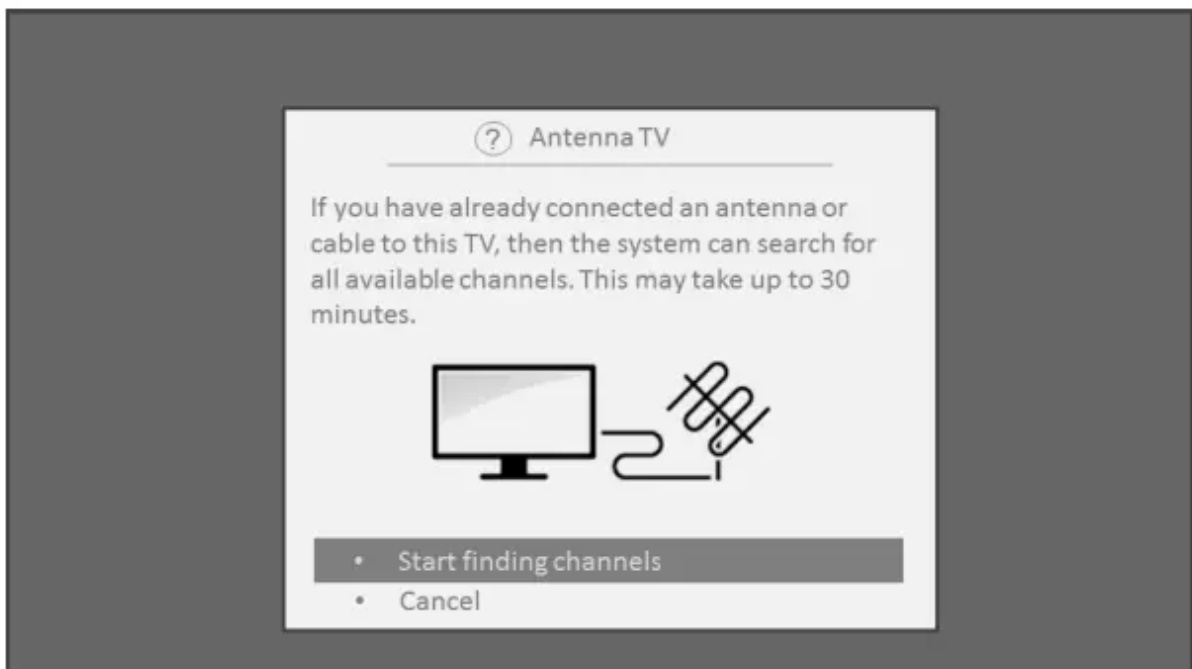 ? Antenna TV
If you have already connected an antenna or
cable to this TV, then the system can search for
all available channels. This may take up to 30
minutes.
• Start finding channels
• Cancel